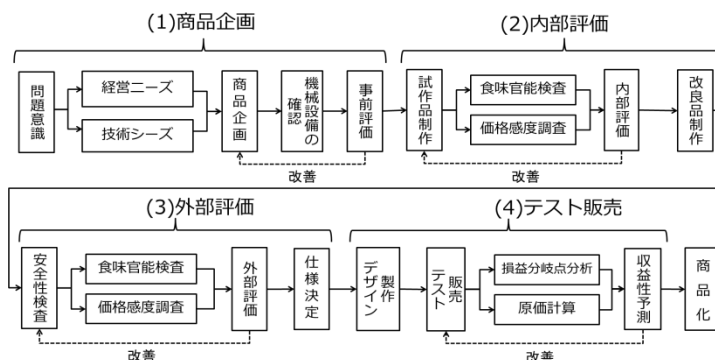 (1)商品企画
(2)内部評価
問題意識
経営ニーズ
技術シーズ
商品企画
機械設備の確認
事前評価
改善
試作品制作
食味官能検査
価格感度調査
内部評価
改善
改良品制作
(3)外部評価
(4)テスト販売
安全性検査
食味官能検査
価格感度調査
外部評価
改善
仕様決定
デザイン製作
テスト販売
損益分岐点分析
原価計算
収益性予測
改善
商品化